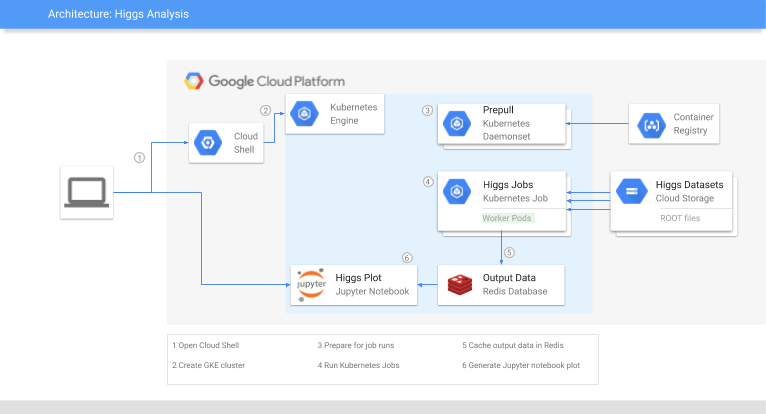 Architecture: Higgs Analysis
Google Cloud Platform
1
2
Cloud
Shell
Kubernetes
Engine
3
Prepull
Kubernetes
Daemonset
Container
Registry
4
Higgs Jobs
Kubernetes Job
Worker Pods
Higgs Datasets
Cloud Storage
ROOT files
5
6
jupyter
Higgs Plot
Jupyter Notebook
Output Data
Redis Database
1 Open Cloud Shell
2 Create GKE cluster
3 Prepare for job runs
4 Run Kubernetes Jobs
5 Cache output data in Redis
6 Generate Jupyter notebook plot